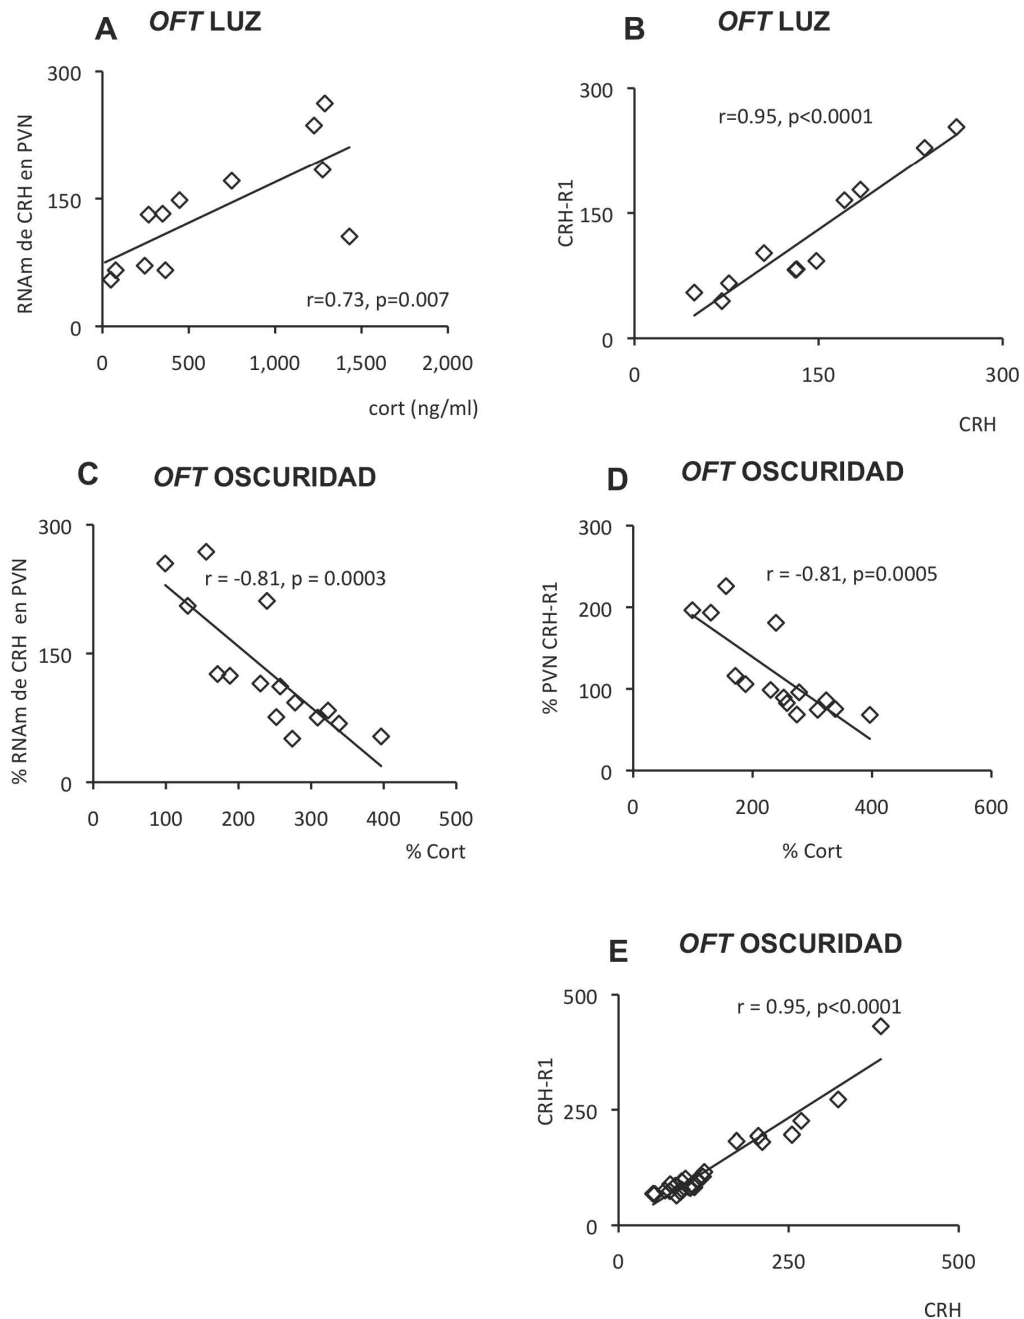 A OFT LUZ
RNAm de CRH en PVN
300
150
0
r=0.73, p=0.007
0 500 1,000 1,500 2,000
cort (ng/ml)
B OFT LUZ
CRH-R1
300
r=0.95, p<0.0001
150
0
0 150 300
CRH
C OFT OSCURIDAD
% RNAm de CRH en PVN
300
r = -0.81, p = 0.0003
150
0
0 100 200 300 400 500
% Cort
D OFT OSCURIDAD
% PVN CRH-R1
300
r = -0.81, p=0.0005
200
100
0
0 200 400 600
% Cort
E OFT OSCURIDAD
CRH-R1
500
r = 0.95, p<0.0001
250
0
0 250 500
CRH